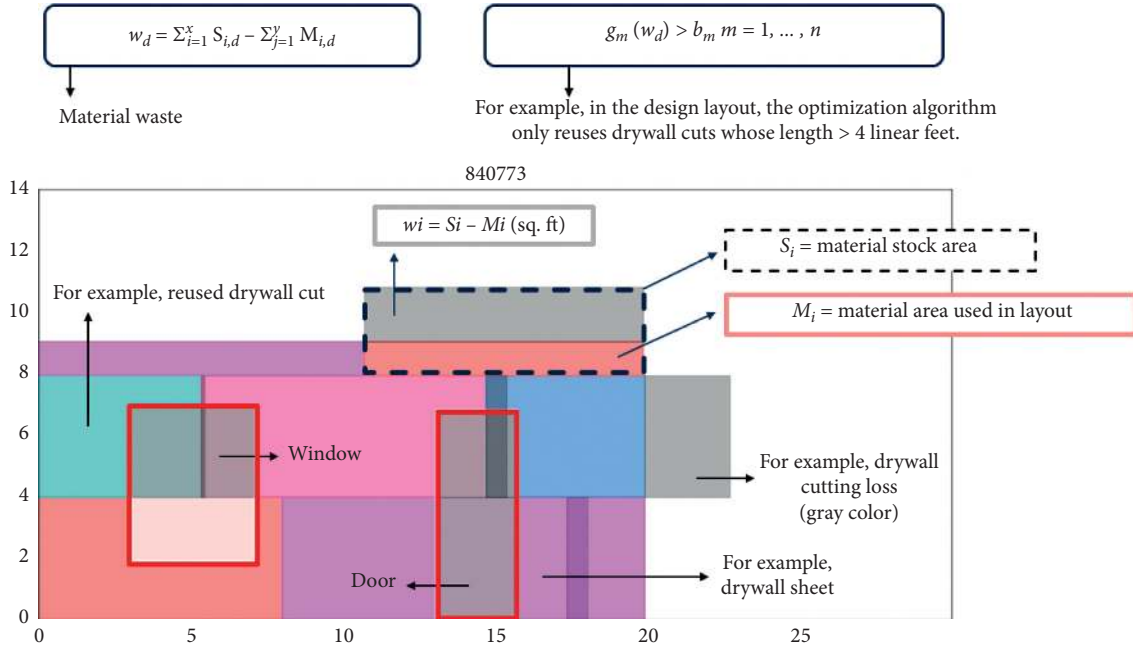 w_d = Σ_{i=1}^{x} S_{i,d} – Σ_{j=1}^{y} M_{i,d}
g_m (w_d) > b_m m = 1, ... , n
Material waste
For example, in the design layout, the optimization algorithm
only reuses drywall cuts whose length > 4 linear feet.
840773
14
12
10
8
6
4
2
0
wi = Si – Mi (sq. ft)
S_i = material stock area
For example, reused drywall cut
M_i = material area used in layout
Window
For example, drywall
cutting loss
(gray color)
Door
For example,
drywall sheet
0
5
10
15
20
25